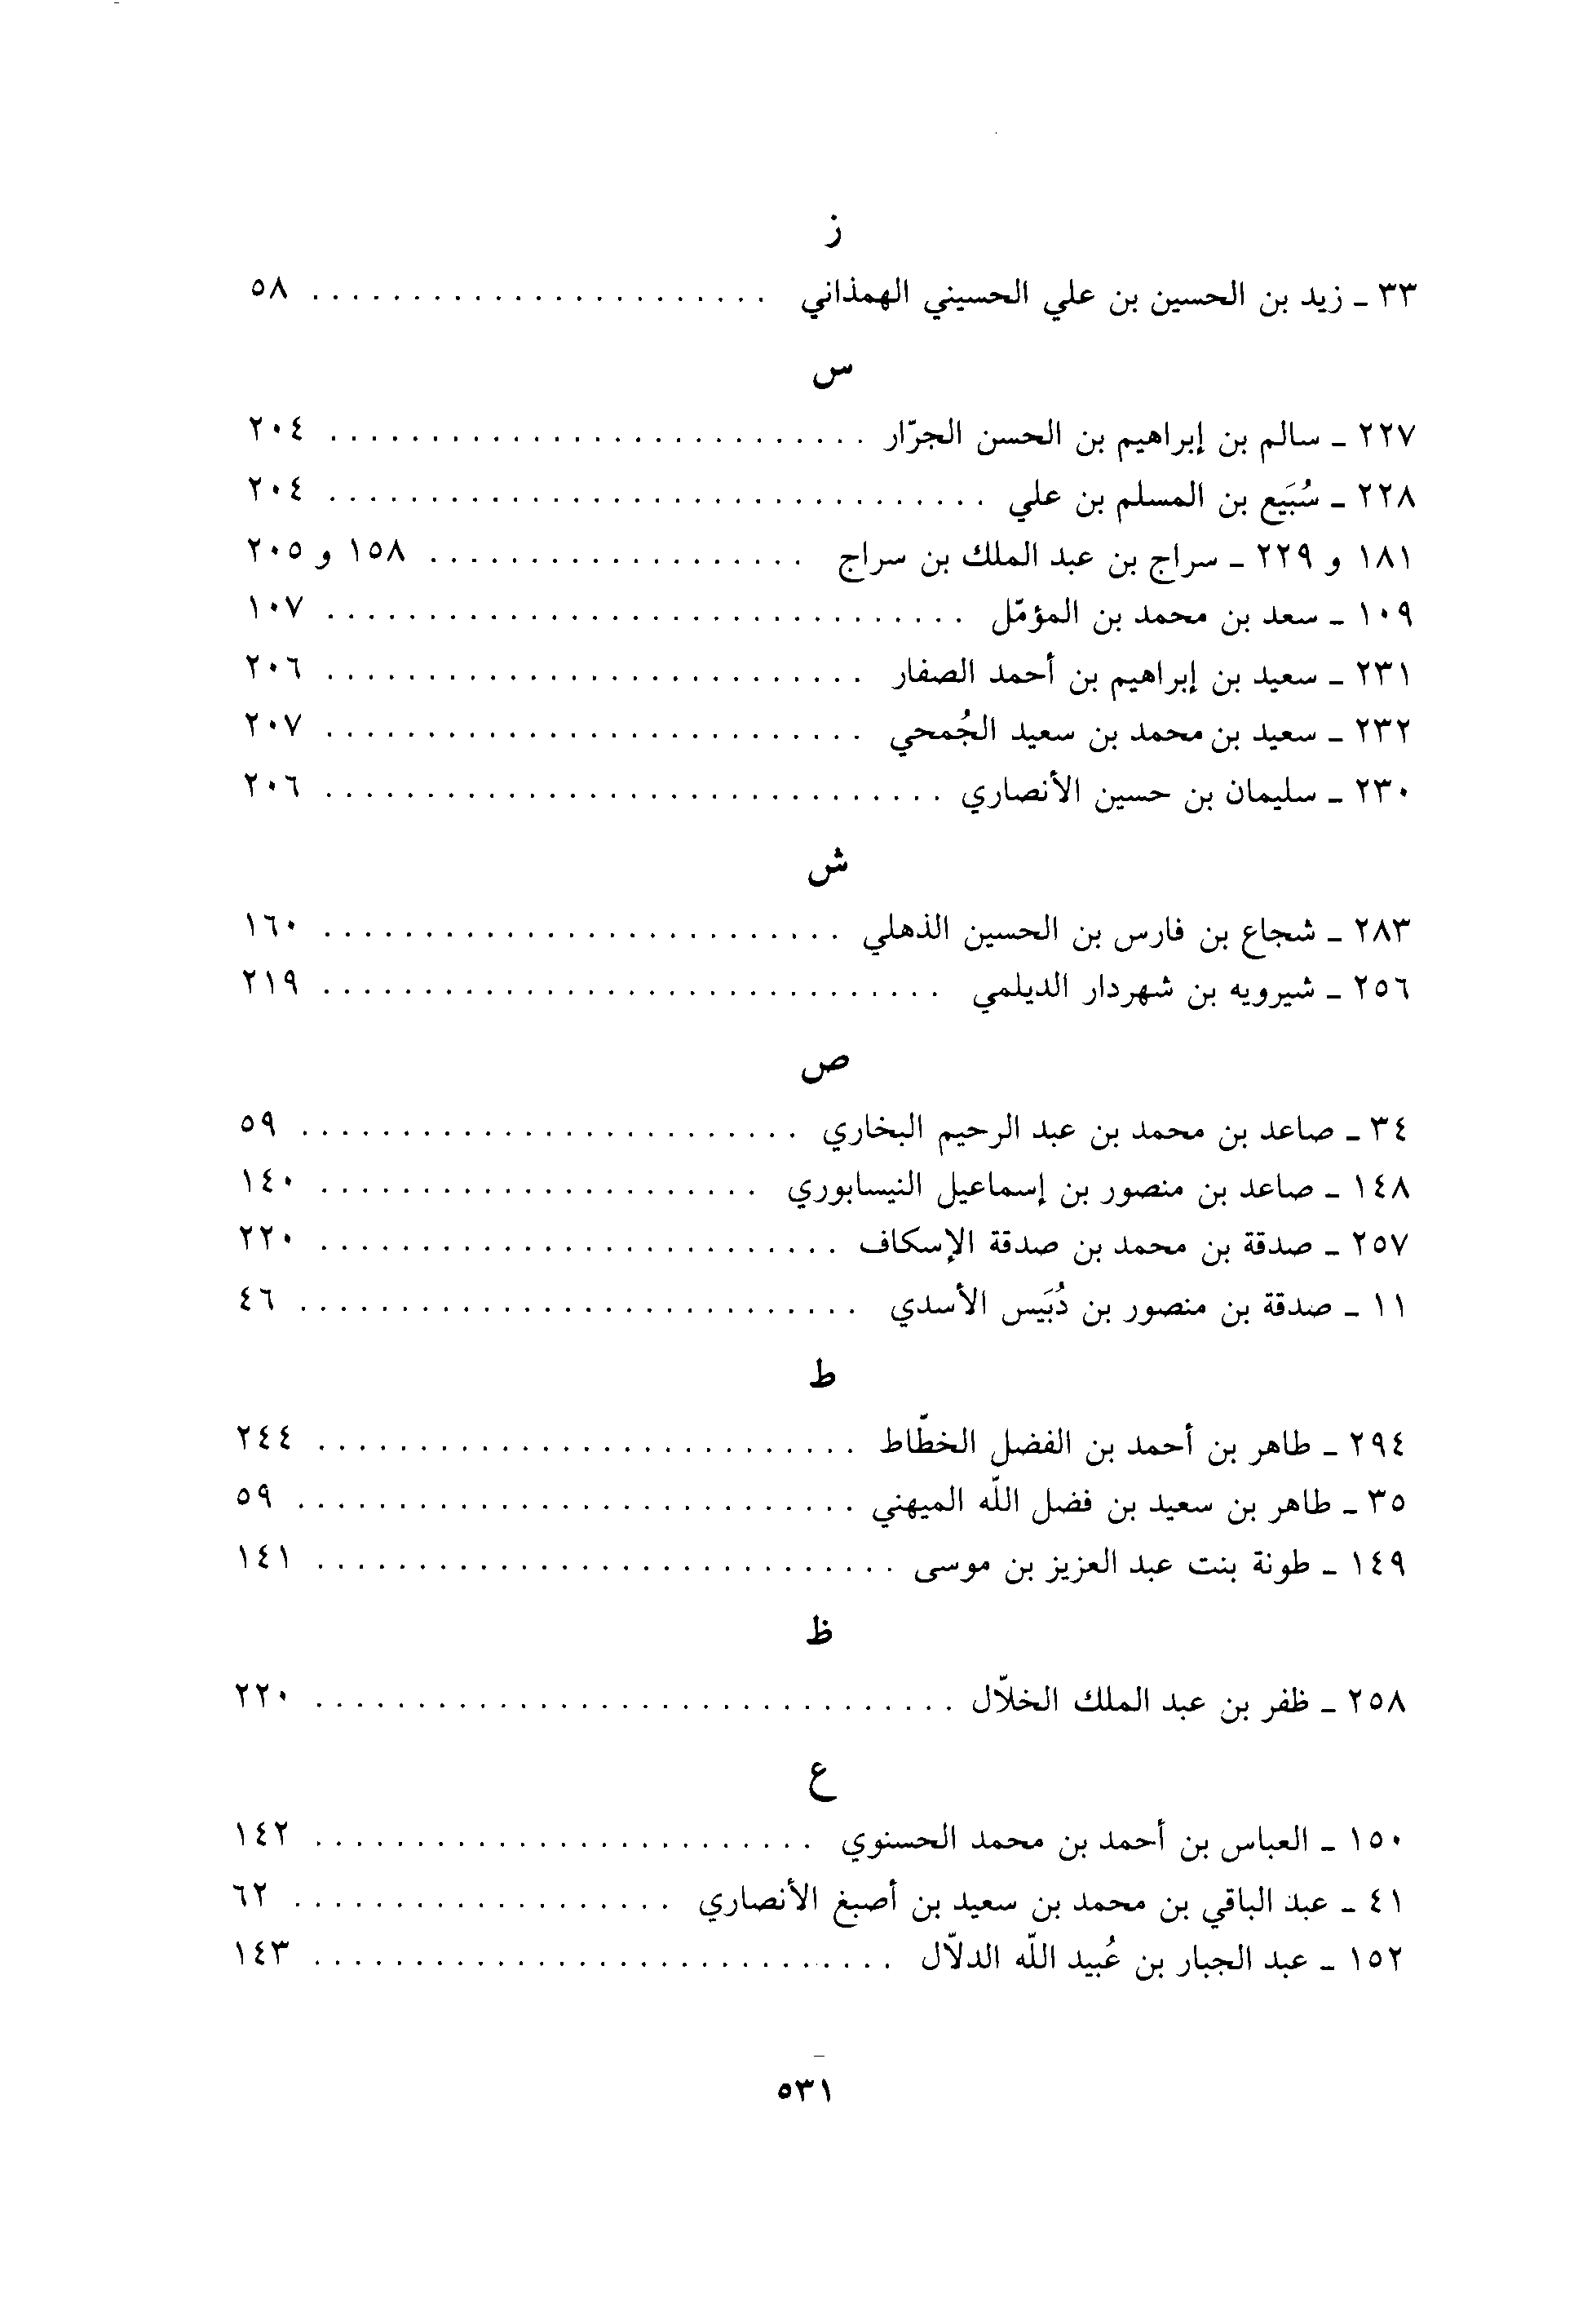 ز
٣٣ ـ زيد بن الحسين بن علي الحسيني الهمذاني . . . . . . . . . . . . . . . . . . . . . . . ٥٨
س
٢٢٧ ـ سالم بن إبراهيم بن الحسن الجرّار . . . . . . . . . . . . . . . . . . . . . . . . . . . ٢٠٤
٢٢٨ ـ سُبَيع بن المسلم بن علي . . . . . . . . . . . . . . . . . . . . . . . . . . . . . . . . . ٢٠٤
١٨١ و ٢٢٩ ـ سراج بن عبد الملك بن سراج . . . . . . . . . . . . . . . . . . . ١٥٨ و ٢٠٥
١٠٩ ـ سعد بن محمد بن المؤمّل . . . . . . . . . . . . . . . . . . . . . . . . . . . . . . . . ١٠٧
٢٣١ ـ سعيد بن إبراهيم بن أحمد الصفار . . . . . . . . . . . . . . . . . . . . . . . . . . . ٢٠٦
٢٣٢ ـ سعيد بن محمد بن سعيد الجُمحي . . . . . . . . . . . . . . . . . . . . . . . . . . . ٢٠٧
٢٣٠ ـ سليمان بن حسين الأنصاري . . . . . . . . . . . . . . . . . . . . . . . . . . . . . . . ٢٠٦
ش
٢٨٣ ـ شجاع بن فارس بن الحسين الذهلي . . . . . . . . . . . . . . . . . . . . . . . . . . ١٦٠
٢٥٦ ـ شيرويه بن شهردار الديلمي . . . . . . . . . . . . . . . . . . . . . . . . . . . . . . . ٢١٩
ص
٣٤ ـ صاعد بن محمد بن عبد الرحيم البخاري . . . . . . . . . . . . . . . . . . . . . . . . . ٥٩
١٤٨ ـ صاعد بن منصور بن إسماعيل النيسابوري . . . . . . . . . . . . . . . . . . . . . . ١٤٠
٢٥٧ ـ صدقة بن محمد بن صدقة الإسكاف . . . . . . . . . . . . . . . . . . . . . . . . . . ٢٢٠
١١ ـ صدقة بن منصور بن دُبَيس الأسدي . . . . . . . . . . . . . . . . . . . . . . . . . . . . ٤٦
ط
٢٩٤ ـ طاهر بن أحمد بن الفضل الخطّاط . . . . . . . . . . . . . . . . . . . . . . . . . . . ٢٤٤
٣٥ ـ طاهر بن سعيد بن فضل اللّه الميهني . . . . . . . . . . . . . . . . . . . . . . . . . . . . ٥٩
١٤٩ ـ طونة بنت عبد العزيز بن موسى . . . . . . . . . . . . . . . . . . . . . . . . . . . . . ١٤١
ظ
٢٥٨ ـ ظفر بن عبد الملك الخلاّل . . . . . . . . . . . . . . . . . . . . . . . . . . . . . . . . ٢٢٠
ع
١٥٠ ـ العباس بن أحمد بن محمد الحسنوي . . . . . . . . . . . . . . . . . . . . . . . . . ١٤٢
٤١ ـ عبد الباقي بن محمد بن سعيد بن أصبغ الأنصاري . . . . . . . . . . . . . . . . . . . ٦٢
١٥٢ ـ عبد الجبار بن عُبيد اللّه الدلاّل . . . . . . . . . . . . . . . . . . . . . . . . . . . . . ١٤٣
٥٣١